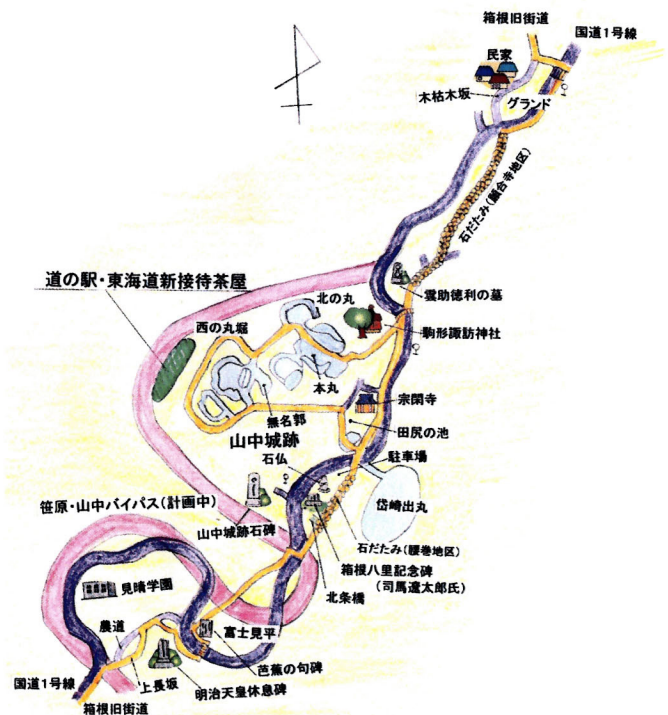 箱根旧街道
国道1号線
民家
木枯木坂
グランド
石だたみ(願合寺地区)
道の駅・東海道新接待茶屋
雲助徳利の墓
北の丸
西の丸堀
駒形諏訪神社
本丸
宗閑寺
無名郭
山中城跡
田尻の池
石仏
駐車場
笹原・山中バイパス(計画中)
山中城跡石碑
岱崎出丸
石だたみ(腰巻地区)
箱根八里記念碑
(司馬遼太郎氏)
北条橋
見晴学園
農道
富士見平
芭蕉の句碑
上長坂
明治天皇休息碑
国道1号線
箱根旧街道